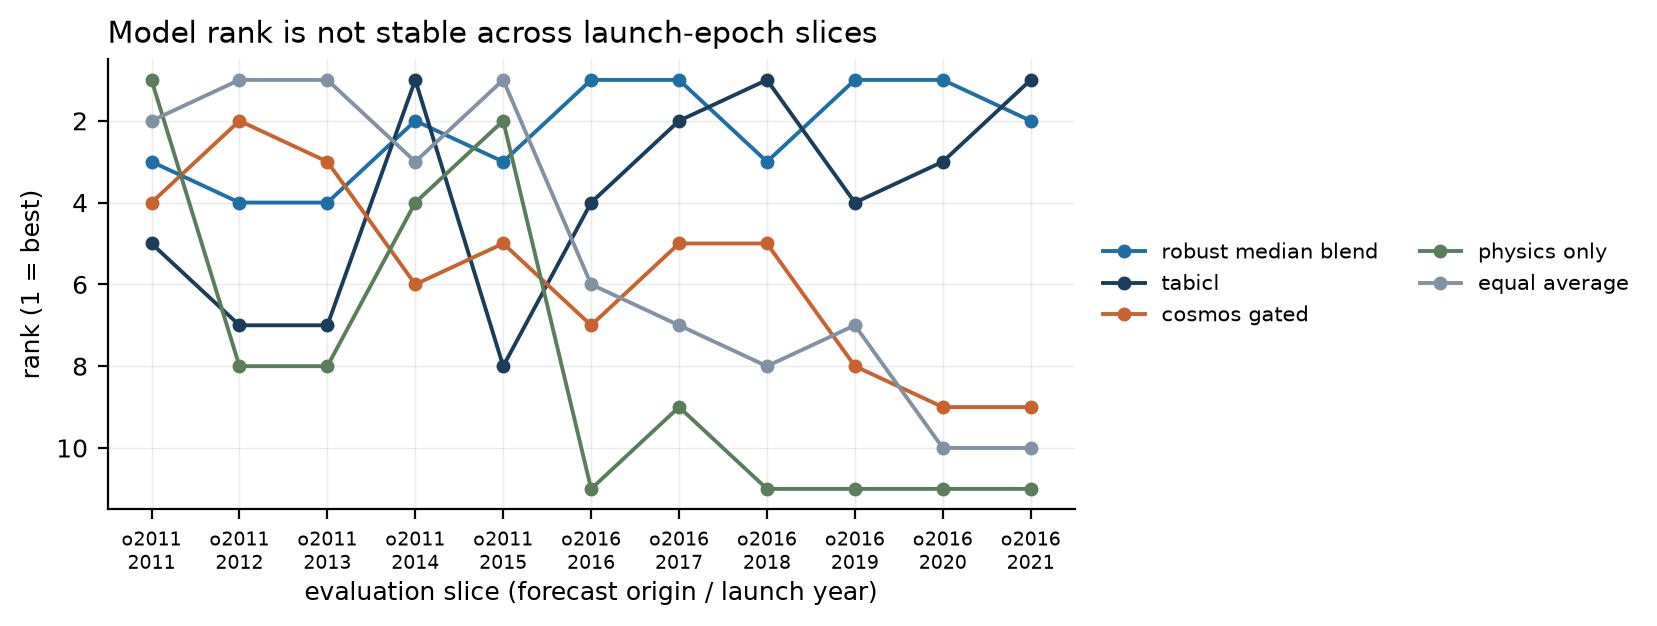 Model rank is not stable across launch-epoch slices
rank (1 = best)
2
4
6
8
10
o2011 o2011 o2011 o2011 o2011 o2016 o2016 o2016 o2016 o2016 o2016
2011 2012 2013 2014 2015 2016 2017 2018 2019 2020 2021
evaluation slice (forecast origin / launch year)
robust median blend
tabicl
cosmos gated
physics only
equal average